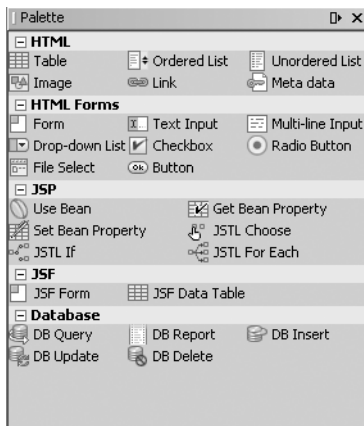 Palette
HTML
Table Ordered List Unordered List
Image Link Meta data
HTML Forms
Form Text Input Multi-line Input
Drop-down List Checkbox Radio Button
File Select Ok Button
JSP
Use Bean Get Bean Property
Set Bean Property JSTL Choose
JSTL If JSTL For Each
JSF
JSF Form JSF Data Table
Database
DB Query DB Report DB Insert
DB Update DB Delete